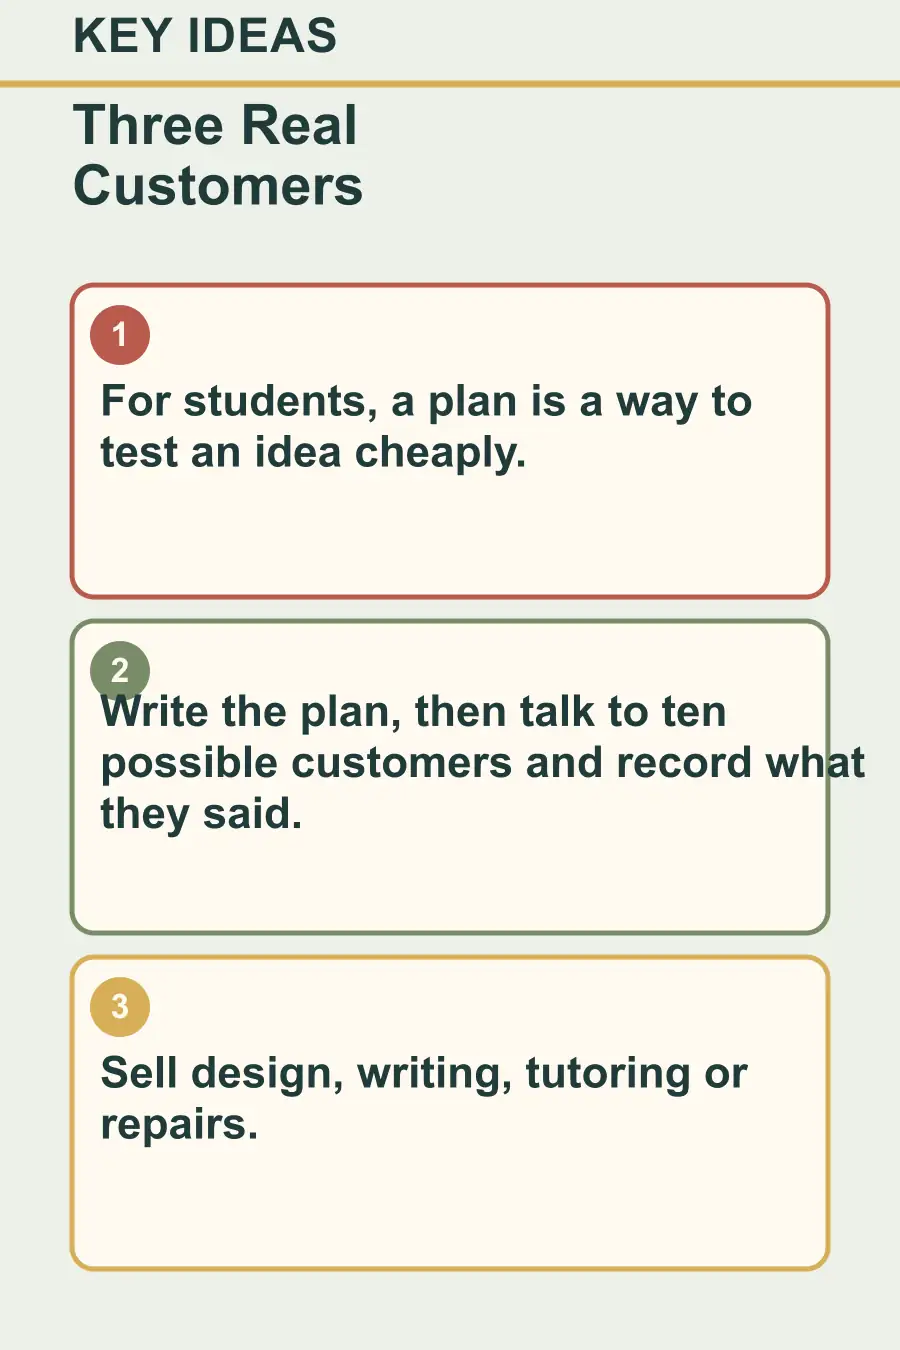 KEY IDEAS
Three Real
Customers
1
For students, a plan is a way to
test an idea cheaply.
2
Write the plan, then talk to ten
possible customers and record what
they said.
3
Sell design, writing, tutoring or
repairs.